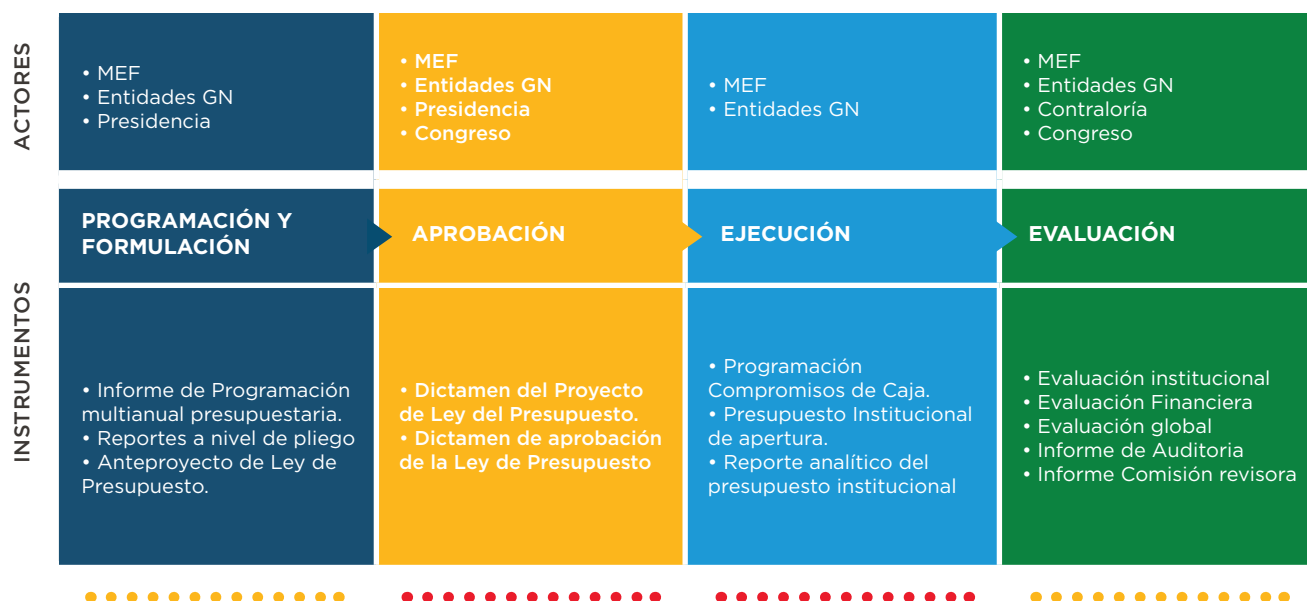 ACTORES
• MEF
• Entidades GN
• Presidencia
• MEF
• Entidades GN
• Presidencia
• Congreso
• MEF
• Entidades GN
• MEF
• Entidades GN
• Contraloría
• Congreso
PROGRAMACIÓN Y
FORMULACIÓN
APROBACIÓN
EJECUCIÓN
EVALUACIÓN
INSTRUMENTOS
• Informe de Programación
multianual presupuestaria.
• Reportes a nivel de pliego
• Anteproyecto de Ley de
Presupuesto.
• Dictamen del Proyecto
de Ley del Presupuesto.
• Dictamen de aprobación
de la Ley de Presupuesto
• Programación
Compromisos de Caja.
• Presupuesto Institucional
de apertura.
• Reporte analítico del
presupuesto institucional
• Evaluación institucional
• Evaluación Financiera
• Evaluación global
• Informe de Auditoria
• Informe Comisión revisora